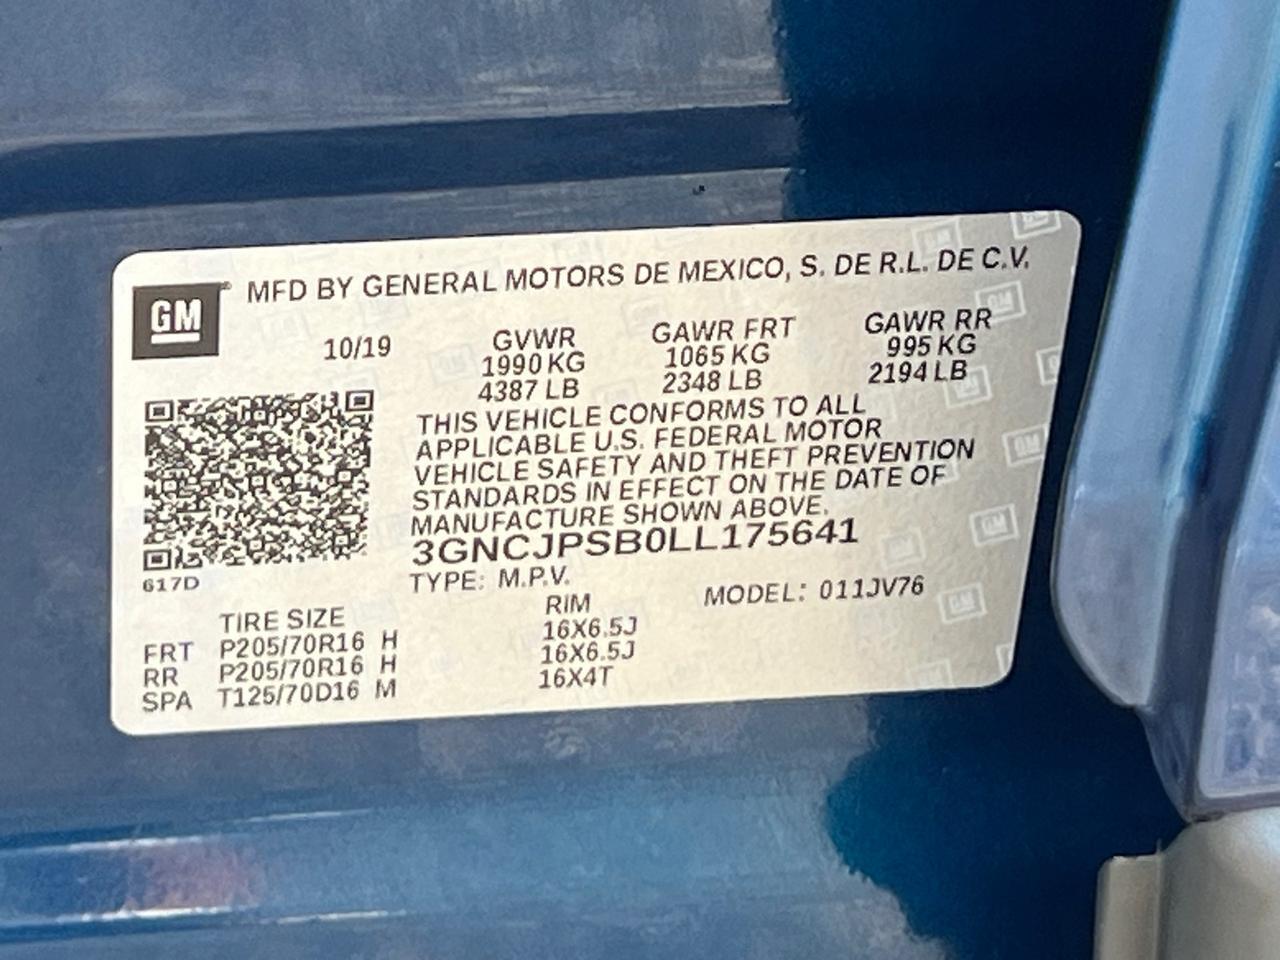 MFD BY GENERAL MOTORS DE MEXICO, S. DE R.L. DE C.V.
GM
10/19 GVWR GAWR FRT GAWR RR
1990 KG 1065 KG 995 KG
4387 LB 2348 LB 2194 LB
THIS VEHICLE CONFORMS TO ALL
APPLICABLE U.S. FEDERAL MOTOR
VEHICLE SAFETY AND THEFT PREVENTION
STANDARDS IN EFFECT ON THE DATE OF
MANUFACTURE SHOWN ABOVE.
3GNCJPSB0LL175641
617D TYPE: M.P.V. MODEL: 011JV76
TIRE SIZE RIM
FRT P205/70R16 H 16X6.5J
RR P205/70R16 H 16X6.5J
SPA T125/70D16 M 16X4T